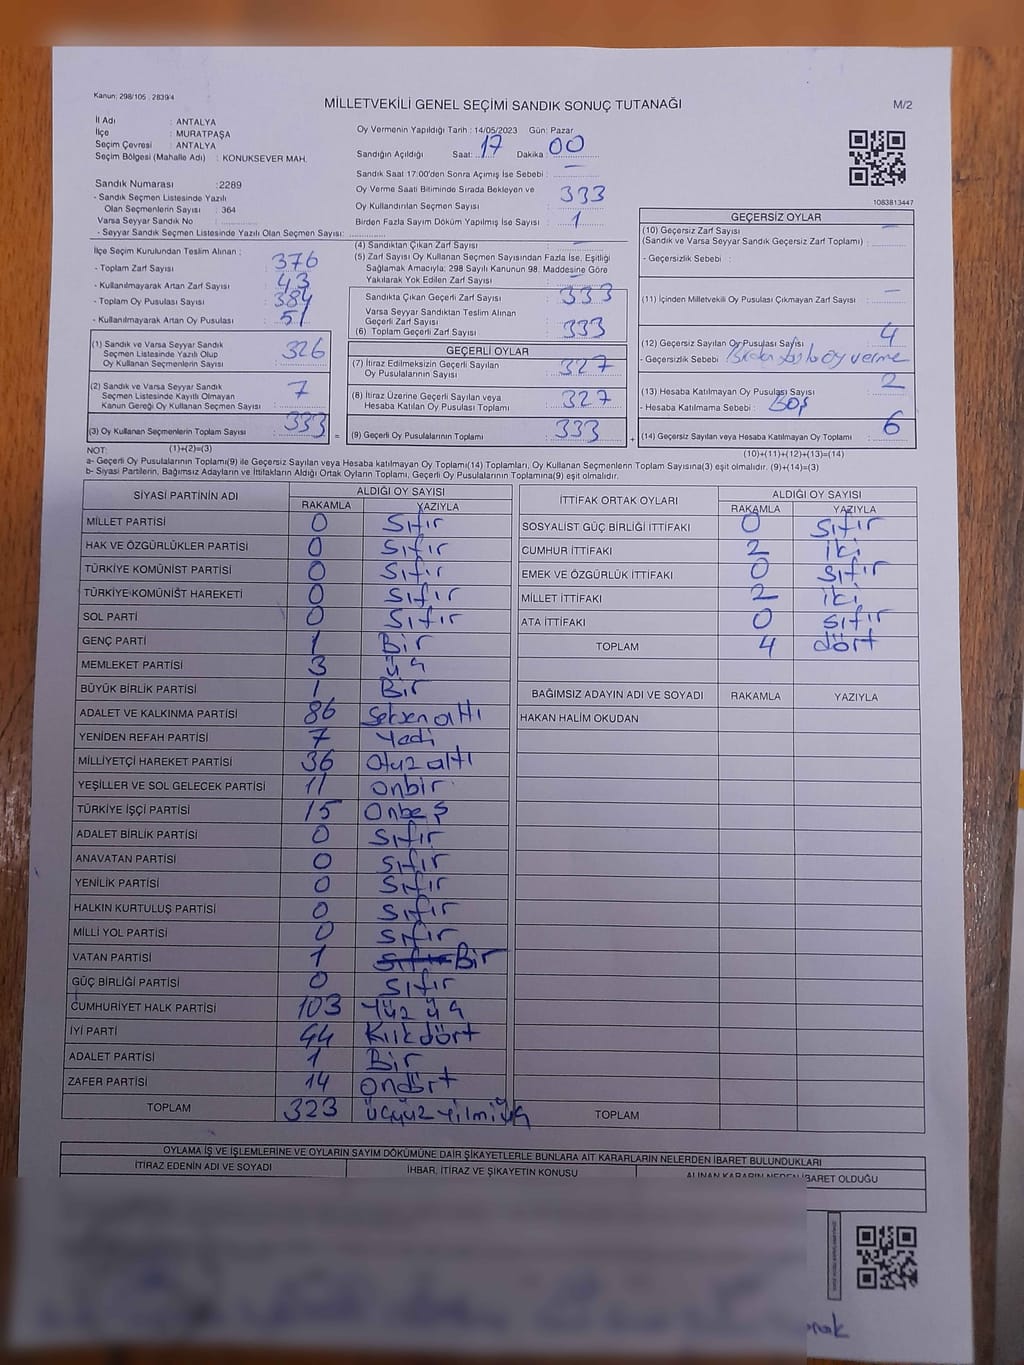 Kanun: 298/105 , 2839/4
MİLLETVEKİLİ GENEL SEÇİMİ SANDIK SONUÇ TUTANAĞI
M/2
İl Adı : ANTALYA
İlçe : MURATPAŞA
Seçim Çevresi : ANTALYA
Seçim Bölgesi (Mahalle Adı) : KONUKSEVER MAH.
Sandık Numarası :2289
- Sandık Seçmen Listesinde Yazılı
Olan Seçmenlerin Sayısı : 364
Varsa Seyyar Sandık No :
- Seyyar Sandık Seçmen Listesinde Yazılı Olan Seçmen Sayısı:
Oy Vermenin Yapıldığı Tarih : 14/05/2023 Gün: Pazar
Sandığın Açıldığı Saat: 17 Dakika : 00
Sandık Saat 17:00'den Sonra Açımış İse Sebebi : —
Oy Verme Saati Bitiminde Sırada Bekleyen ve
Oy Kullandırılan Seçmen Sayısı : 333
Birden Fazla Sayım Döküm Yapılmış İse Sayısı : 1
1083813447
İlçe Seçim Kurulundan Teslim Alınan :
- Toplam Zarf Sayısı : 376
- Kullanılmayarak Artan Zarf Sayısı : 43
- Toplam Oy Pusulası Sayısı : 384
- Kullanılmayarak Artan Oy Pusulası : 51
(1) Sandık ve Varsa Seyyar Sandık
Seçmen Listesinde Yazılı Olup
Oy Kullanan Seçmenlerin Sayısı : 326
(2) Sandık ve Varsa Seyyar Sandık
Seçmen Listesinde Kayıtlı Olmayan
Kanun Gereği Oy Kullanan Seçmen Sayısı : 7
(3) Oy Kullanan Seçmenlerin Toplam Sayısı : 333
(4) Sandıktan Çıkan Zarf Sayısı : —
(5) Zarf Sayısı Oy Kullanan Seçmen Sayısından Fazla İse, Eşitliği
Sağlamak Amacıyla; 298 Sayılı Kanunun 98. Maddesine Göre
Yakılarak Yok Edilen Zarf Sayısı : —
Sandıkta Çıkan Geçerli Zarf Sayısı : 333
Varsa Seyyar Sandıktan Teslim Alınan
Geçerli Zarf Sayısı
(6) Toplam Geçerli Zarf Sayısı : 333
GEÇERLİ OYLAR
(7) İtiraz Edilmeksizin Geçerli Sayılan
Oy Pusulalarının Sayısı : 327
(8) İtiraz Üzerine Geçerli Sayılan veya
Hesaba Katılan Oy Pusulası Toplamı : 327
= (9) Geçerli Oy Pusulalarının Toplamı : 333 +
GEÇERSİZ OYLAR
(10) Geçersiz Zarf Sayısı —
(Sandık ve Varsa Seyyar Sandık Geçersiz Zarf Toplamı) :
- Geçersizlik Sebebi :
(11) İçinden Milletvekili Oy Pusulası Çıkmayan Zarf Sayısı : —
(12) Geçersiz Sayılan Oy Pusulası Sayısı : 4
- Geçersizlik Sebebi : Birden fazla oy verme
(13) Hesaba Katılmayan Oy Pusulası Sayısı : 2
- Hesaba Katılmama Sebebi : Boş
(14) Geçersiz Sayılan veya Hesaba Katılmayan Oy Toplamı : 6
NOT: (1)+(2)=(3)
(10)+(11)+(12)+(13)=(14)
a- Geçerli Oy Pusulalarının Toplamı(9) ile Geçersiz Sayılan veya Hesaba katılmayan Oy Toplamı(14) Toplamları, Oy Kullanan Seçmenlerin Toplam Sayısına(3) eşit olmalıdır. (9)+(14)=(3)
b- Siyasi Partilerin, Bağımsız Adayların ve İttifakların Aldığı Ortak Oyların Toplamı, Geçerli Oy Pusulalarının Toplamına(9) eşit olmalıdır.
SİYASİ PARTİNİN ADI ALDIĞI OY SAYISI
RAKAMLA YAZIYLA
MİLLET PARTİSİ 0 Sıfır
HAK VE ÖZGÜRLÜKLER PARTİSİ 0 Sıfır
TÜRKİYE KOMÜNİST PARTİSİ 0 Sıfır
TÜRKİYE KOMÜNİST HAREKETİ 0 Sıfır
SOL PARTİ 0 Sıfır
GENÇ PARTİ 1 Bir
MEMLEKET PARTİSİ 3 üç
BÜYÜK BİRLİK PARTİSİ 1 Bir
ADALET VE KALKINMA PARTİSİ 86 Seksen altı
YENİDEN REFAH PARTİSİ 7 Yedi
MİLLİYETÇİ HAREKET PARTİSİ 36 Otuz altı
YEŞİLLER VE SOL GELECEK PARTİSİ 11 onbir
TÜRKİYE İŞÇİ PARTİSİ 15 Onbeş
ADALET BİRLİK PARTİSİ 0 Sıfır
ANAVATAN PARTİSİ 0 Sıfır
YENİLİK PARTİSİ 0 Sıfır
HALKIN KURTULUŞ PARTİSİ 0 Sıfır
MİLLİ YOL PARTİSİ 0 Sıfır
VATAN PARTİSİ 1 Sıfır Bir
GÜÇ BİRLİĞİ PARTİSİ 0 Sıfır
CUMHURİYET HALK PARTİSİ 103 Yüz üç
İYİ PARTİ 44 Kırkdört
ADALET PARTİSİ 1 Bir
ZAFER PARTİSİ 14 Ondört
TOPLAM 323 üçyüz yirmiüç
İTTİFAK ORTAK OYLARI ALDIĞI OY SAYISI
RAKAMLA YAZIYLA
SOSYALIST GÜÇ BİRLİĞİ İTTİFAKI 0 Sıfır
CUMHUR İTTİFAKI 2 iki
EMEK VE ÖZGÜRLÜK İTTİFAKI 0 Sıfır
MİLLET İTTİFAKI 2 iki
ATA İTTİFAKI 0 Sıfır
TOPLAM 4 dört
BAĞIMSIZ ADAYIN ADI VE SOYADI RAKAMLA YAZIYLA
HAKAN HALİM OKUDAN
TOPLAM
OYLAMA İŞ VE İŞLEMLERİNE VE OYLARIN SAYIM DÖKÜMÜNE DAİR ŞİKAYETLERLE BUNLARA AİT KARARLARIN NELERDEN İBARET BULUNDUKLARI
İTİRAZ EDENİN ADI VE SOYADI İHBAR, İTİRAZ VE ŞİKAYETİN KONUSU ALINAN KARARIN NEDEN İBARET OLDUĞU